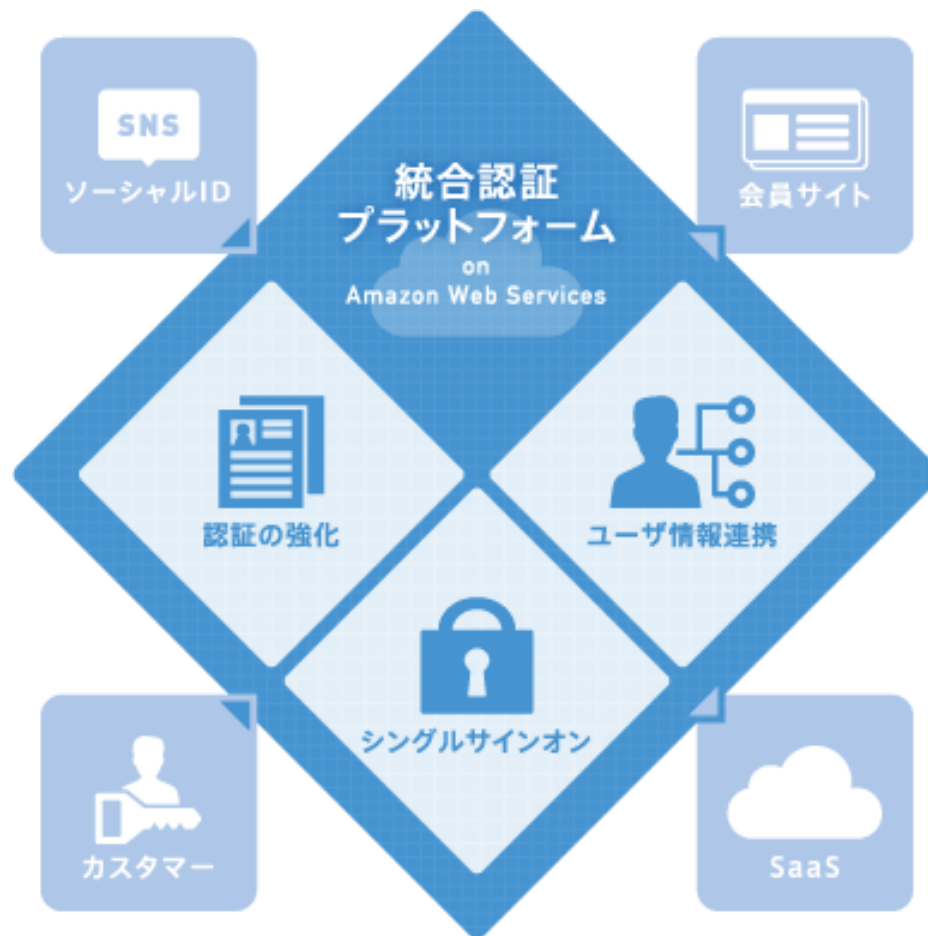 SNS
ソーシャルID
会員サイト
統合認証
プラットフォーム
on
Amazon Web Services
認証の強化
ユーザ情報連携
シングルサインオン
カスタマー
SaaS